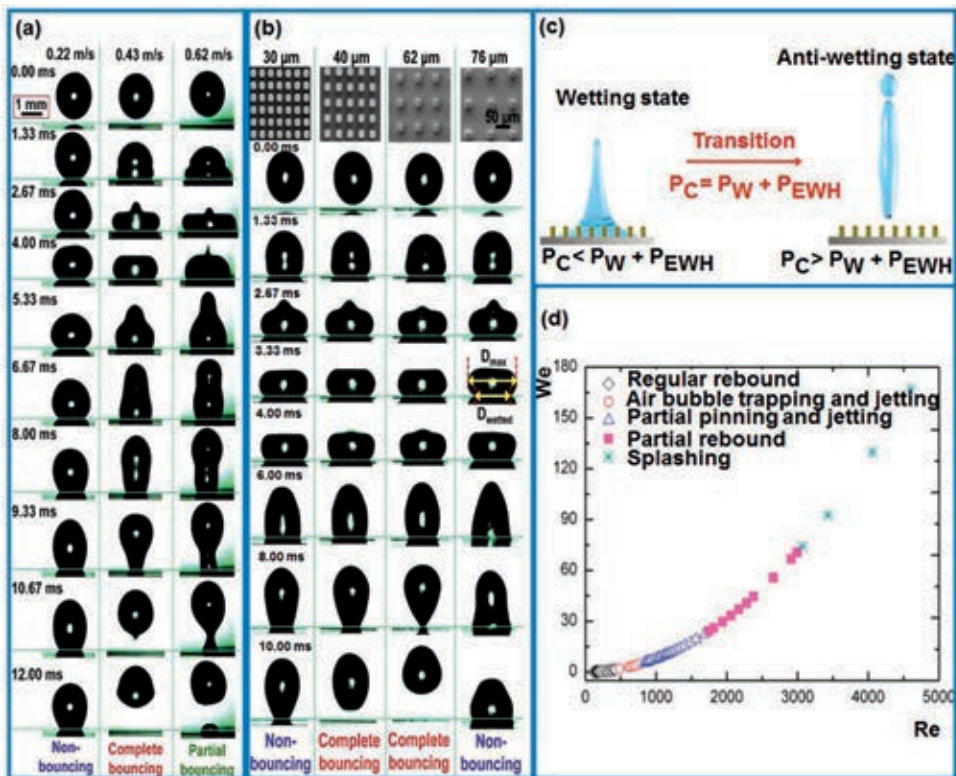 (a)
0.22 m/s 0.43 m/s 0.62 m/s
0.00 ms
1 mm
1.33 ms
2.67 ms
4.00 ms
5.33 ms
6.67 ms
8.00 ms
9.33 ms
10.67 ms
12.00 ms
Non-
bouncing
Complete
bouncing
Partial
bouncing
(b)
30 µm 40 µm 62 µm 76 µm
50 µm
0.00 ms
1.33 ms
2.67 ms
3.33 ms
Dmax
Dwetted
4.00 ms
6.00 ms
8.00 ms
10.00 ms
Non-
bouncing
Complete
bouncing
Complete
bouncing
Non-
bouncing
(c)
Anti-wetting state
Wetting state
Transition
PC = PW + PEWH
PC < PW + PEWH
PC > PW + PEWH
(d)
We
180
150
120
90
60
30
0
Regular rebound
Air bubble trapping and jetting
Partial pinning and jetting
Partial rebound
Splashing
0 1000 2000 3000 4000 5000
Re